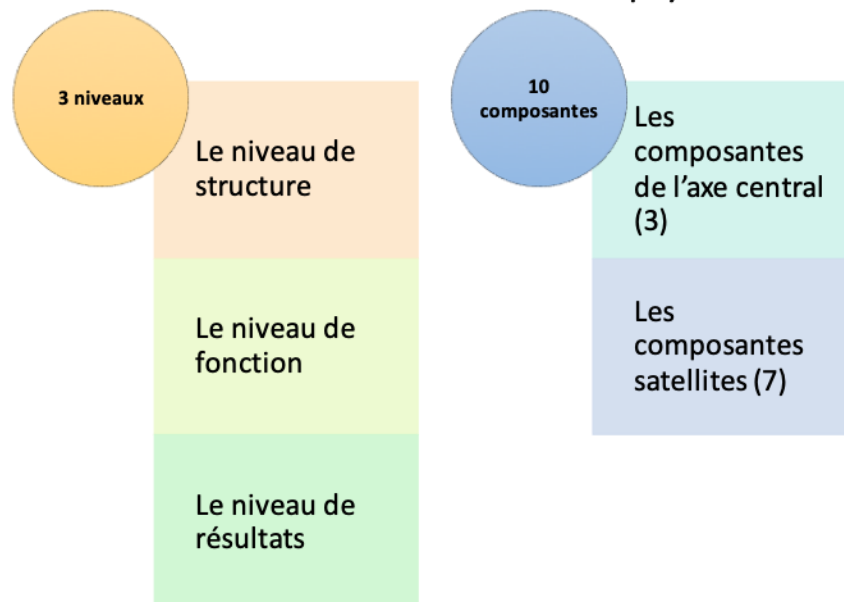 3 niveaux
Le niveau de
structure
Le niveau de
fonction
Le niveau de
résultats
10
composantes
Les
composantes
de l’axe central
(3)
Les
composantes
satellites (7)